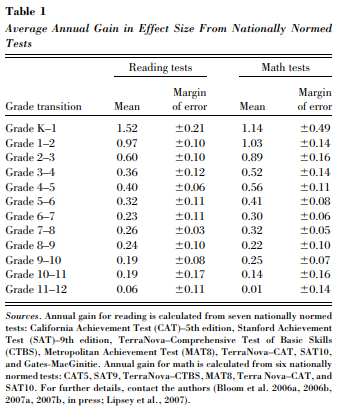 Table 1
Average Annual Gain in Effect Size From Nationally Normed
Tests
Reading tests Math tests
Margin Margin
Grade transition Mean of error Mean of error
Grade K–1 1.52 ±0.21 1.14 ±0.49
Grade 1–2 0.97 ±0.10 1.03 ±0.14
Grade 2–3 0.60 ±0.10 0.89 ±0.16
Grade 3–4 0.36 ±0.12 0.52 ±0.14
Grade 4–5 0.40 ±0.06 0.56 ±0.11
Grade 5–6 0.32 ±0.11 0.41 ±0.08
Grade 6–7 0.23 ±0.11 0.30 ±0.06
Grade 7–8 0.26 ±0.03 0.32 ±0.05
Grade 8–9 0.24 ±0.10 0.22 ±0.10
Grade 9–10 0.19 ±0.08 0.25 ±0.07
Grade 10–11 0.19 ±0.17 0.14 ±0.16
Grade 11–12 0.06 ±0.11 0.01 ±0.14
Sources. Annual gain for reading is calculated from seven nationally normed
tests: California Achievement Test (CAT)–5th edition, Stanford Achievement
Test (SAT)–9th edition, TerraNova–Comprehensive Test of Basic Skills
(CTBS), Metropolitan Achievement Test (MAT8), TerraNova–CAT, SAT10,
and Gates-MacGinitie. Annual gain for math is calculated from six nationally
normed tests: CAT5, SAT9, TerraNova–CTBS, MAT8, Terra Nova–CAT, and
SAT10. For further details, contact the authors (Bloom et al. 2006a, 2006b,
2007a, 2007b, in press; Lipsey et al., 2007).